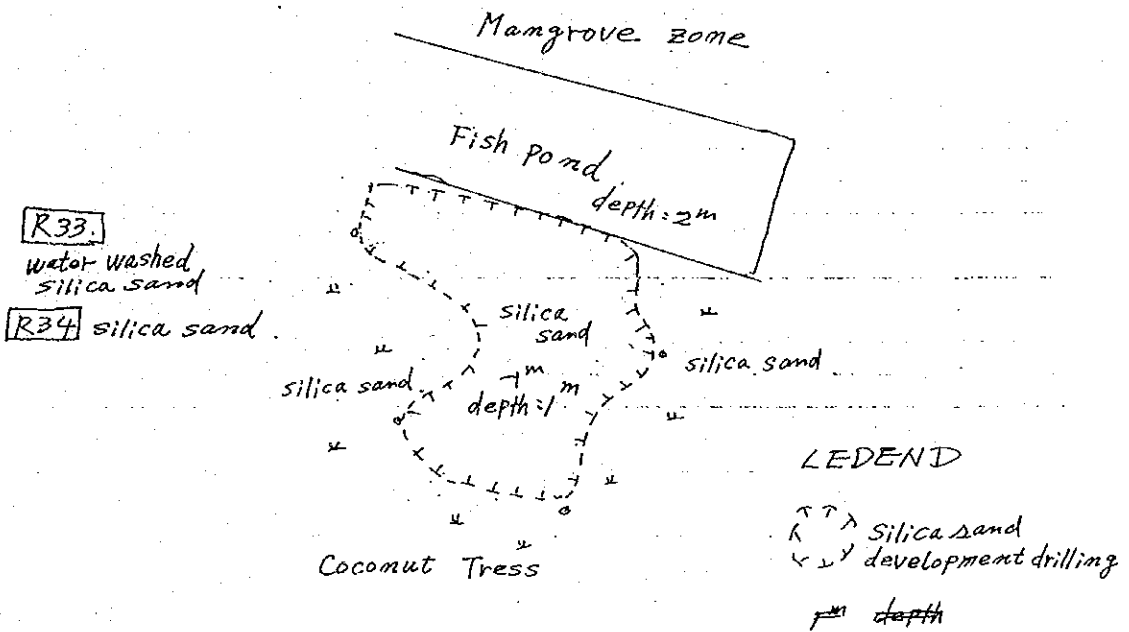 Mangrove zone
Fish pond
depth: 2m
R33.
water washed
silica sand
R34 silica sand
silica
sand
silica sand
silica sand
depth: 1m
Coconut Tress
LEDEND
Silica sand
development drilling
depth